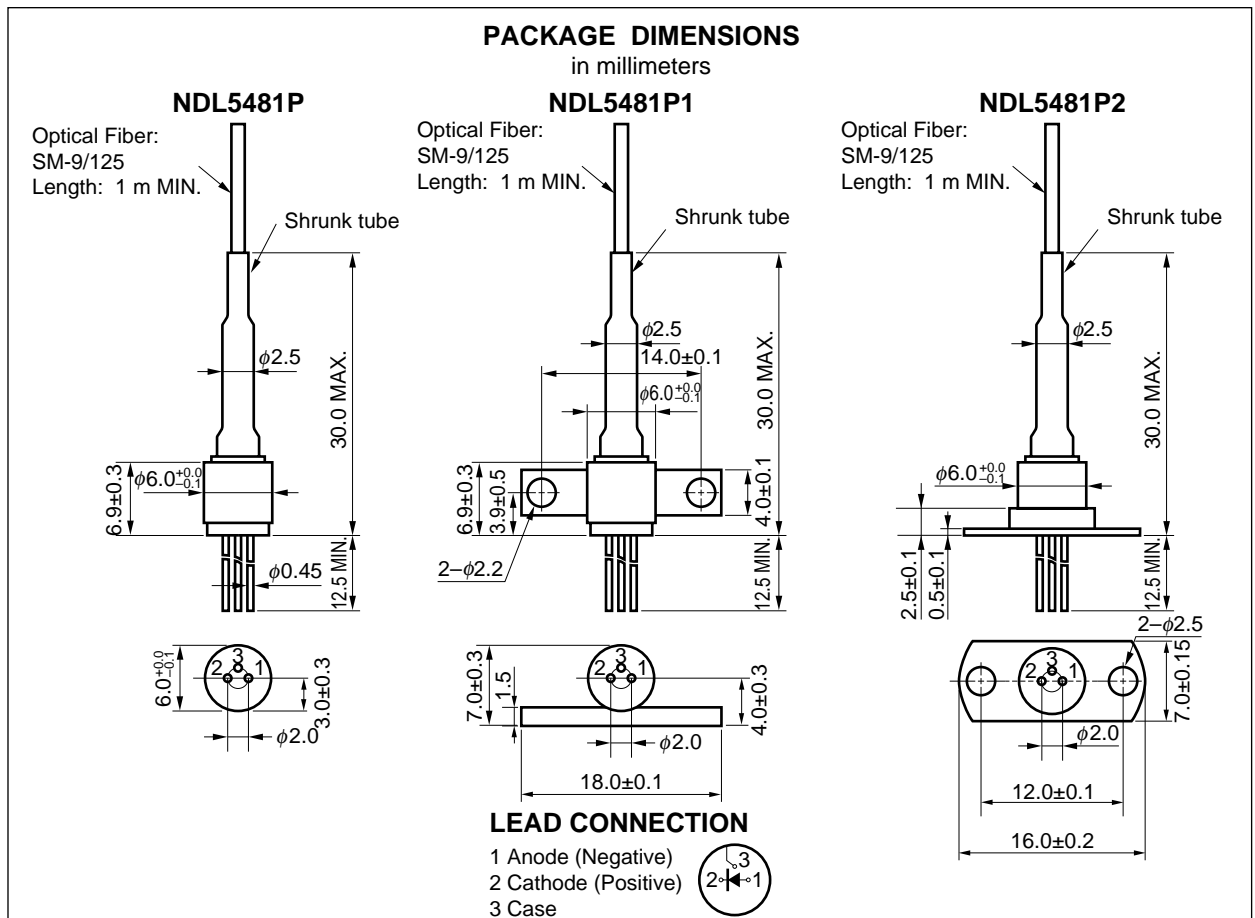 PACKAGE DIMENSIONS
in millimeters
NDL5481P
Optical Fiber:
SM-9/125
Length: 1 m MIN.
Shrunk tube
φ2.5
30.0 MAX.
6.9±0.3
φ6.0+0.0−0.1
φ0.45
12.5 MIN.
6.0+0.0−0.1
2 3 1
3.0±0.3
φ2.0
NDL5481P1
Optical Fiber:
SM-9/125
Length: 1 m MIN.
Shrunk tube
φ2.5
14.0±0.1
φ6.0+0.0−0.1
30.0 MAX.
6.9±0.3
3.9±0.5
4.0±0.1
2–φ2.2
12.5 MIN.
7.0±0.3
1.5
2 3 1
4.0±0.3
φ2.0
18.0±0.1
NDL5481P2
Optical Fiber:
SM-9/125
Length: 1 m MIN.
Shrunk tube
φ2.5
30.0 MAX.
φ6.0+0.0−0.1
2.5±0.1
0.5±0.1
12.5 MIN.
2–φ2.5
2 3 1
7.0±0.15
φ2.0
12.0±0.1
16.0±0.2
LEAD CONNECTION
1 Anode (Negative)
2 Cathode (Positive)
3 Case
3
2 1